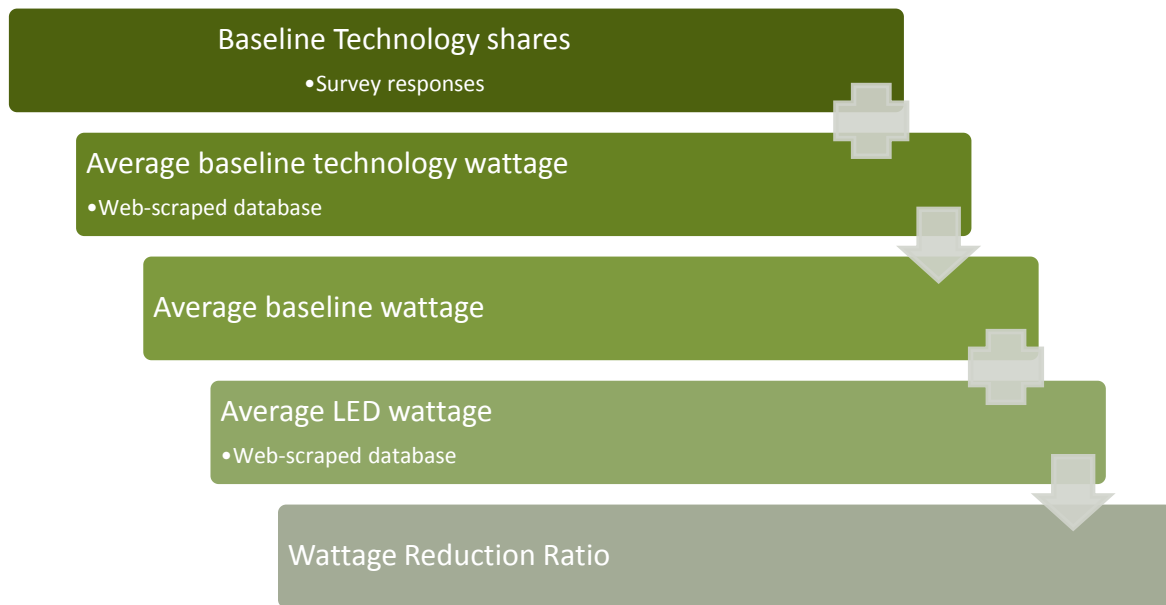 Baseline Technology shares
•Survey responses
Average baseline technology wattage
•Web-scraped database
Average baseline wattage
Average LED wattage
•Web-scraped database
Wattage Reduction Ratio